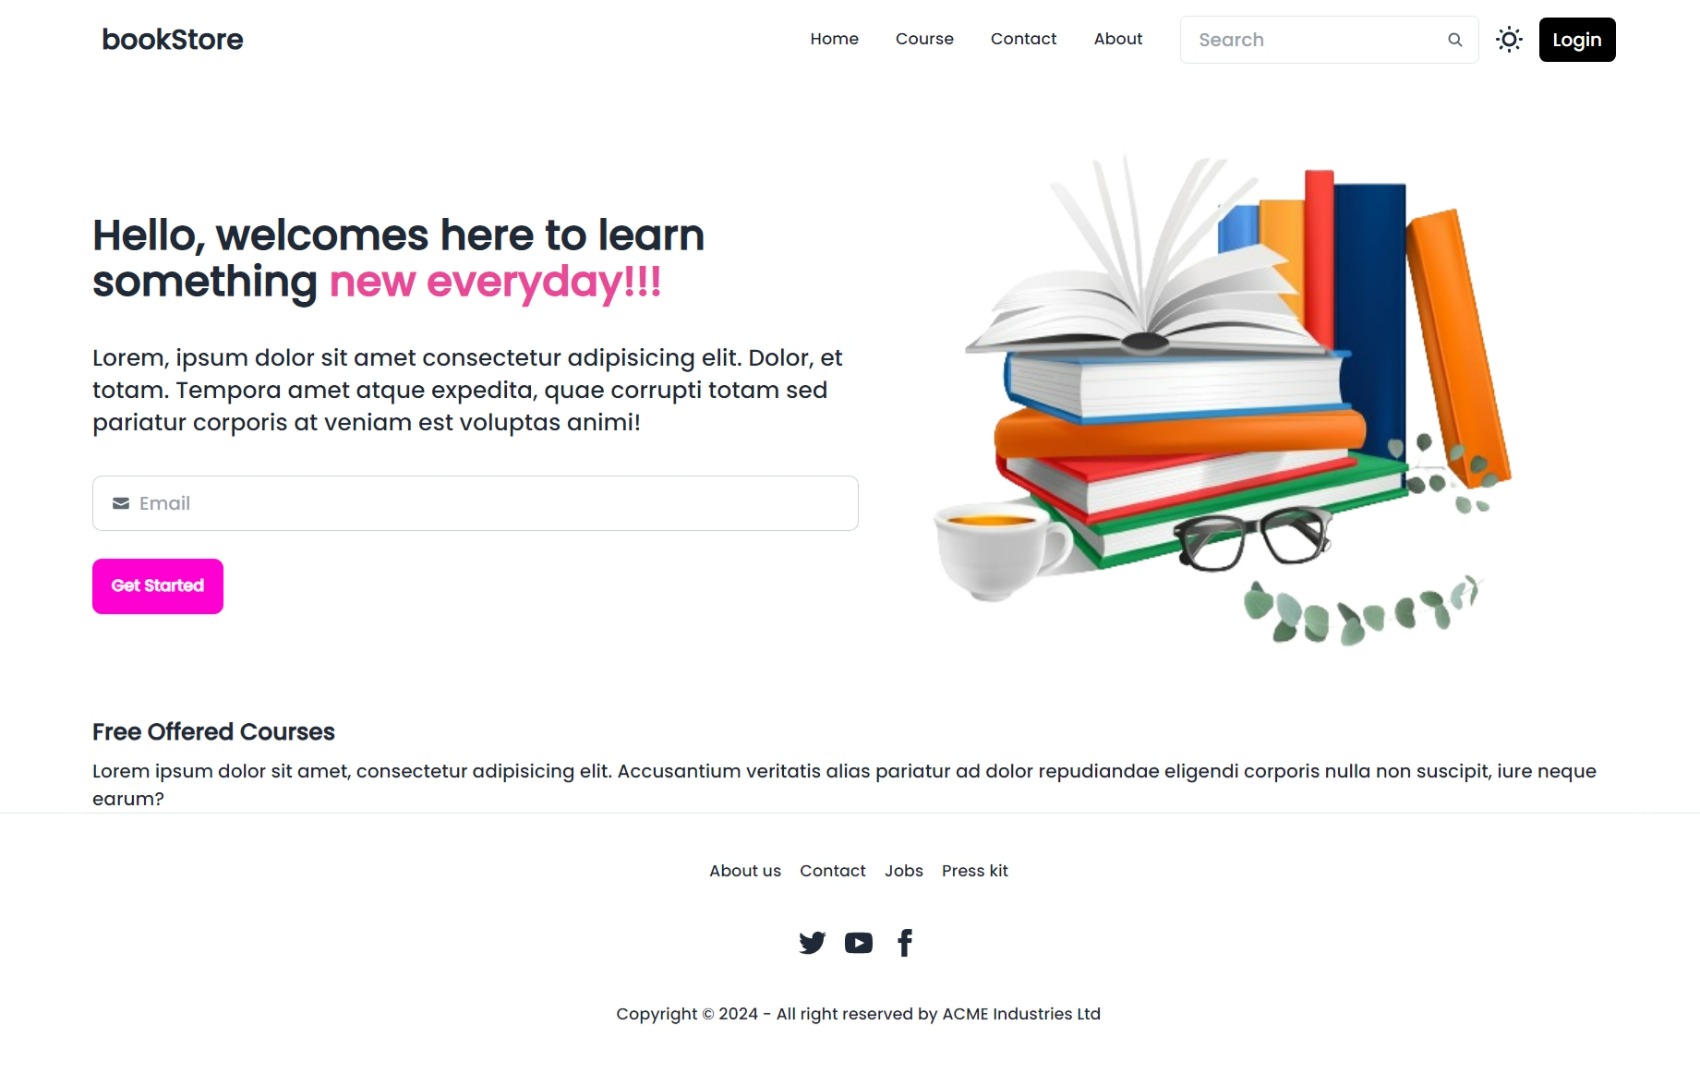 bookStore
Home Course Contact About Search Login
Hello, welcomes here to learn
something new everyday!!!
Lorem, ipsum dolor sit amet consectetur adipisicing elit. Dolor, et
totam. Tempora amet atque expedita, quae corrupti totam sed
pariatur corporis at veniam est voluptas animi!
Email
Get Started
Free Offered Courses
Lorem ipsum dolor sit amet, consectetur adipisicing elit. Accusantium veritatis alias pariatur ad dolor repudiandae eligendi corporis nulla non suscipit, iure neque
earum?
About us Contact Jobs Press kit
Copyright © 2024 - All right reserved by ACME Industries Ltd